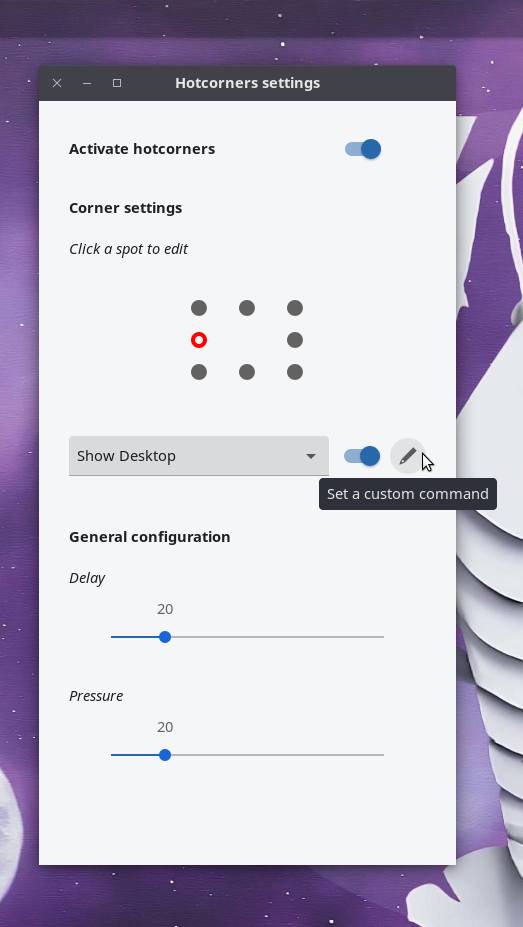 Hotcorners settings
Activate hotcorners
Corner settings
Click a spot to edit
Show Desktop
Set a custom command
General configuration
Delay
20
Pressure
20